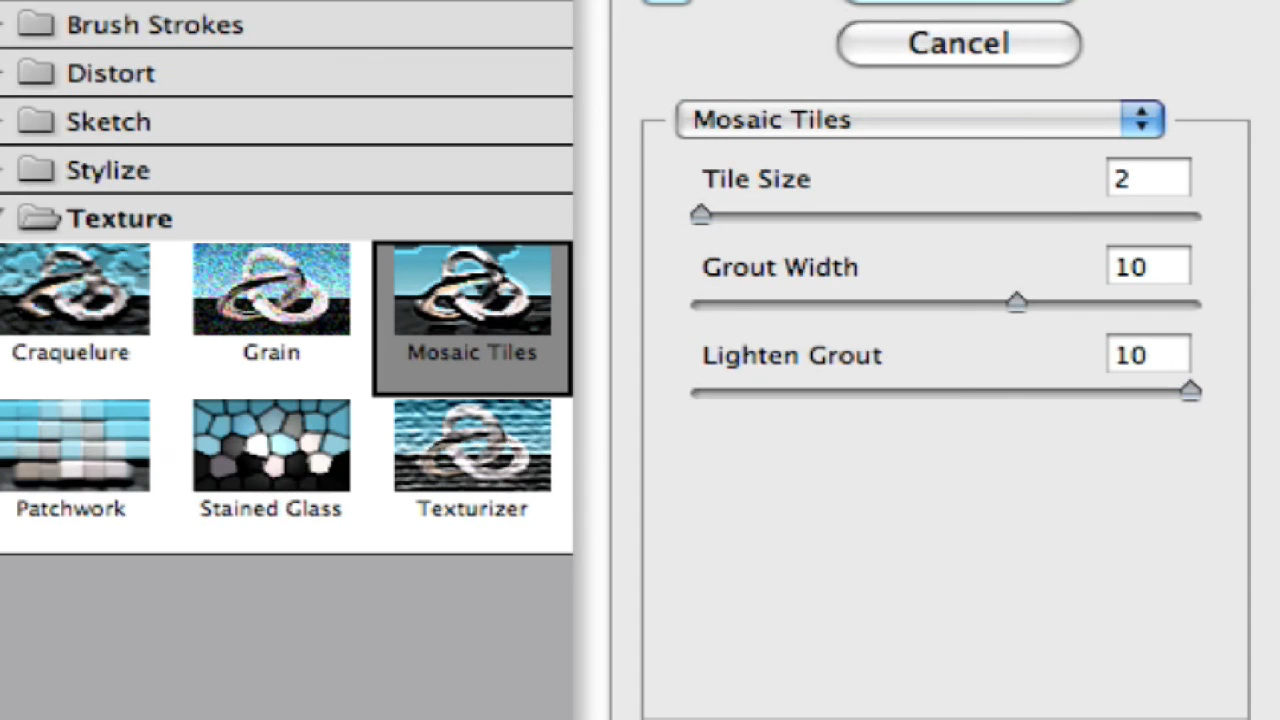 Brush Strokes
Distort
Sketch
Stylize
Texture
Craquelure
Grain
Mosaic Tiles
Patchwork
Stained Glass
Texturizer
Cancel
Mosaic Tiles
Tile Size 2
Grout Width 10
Lighten Grout 10